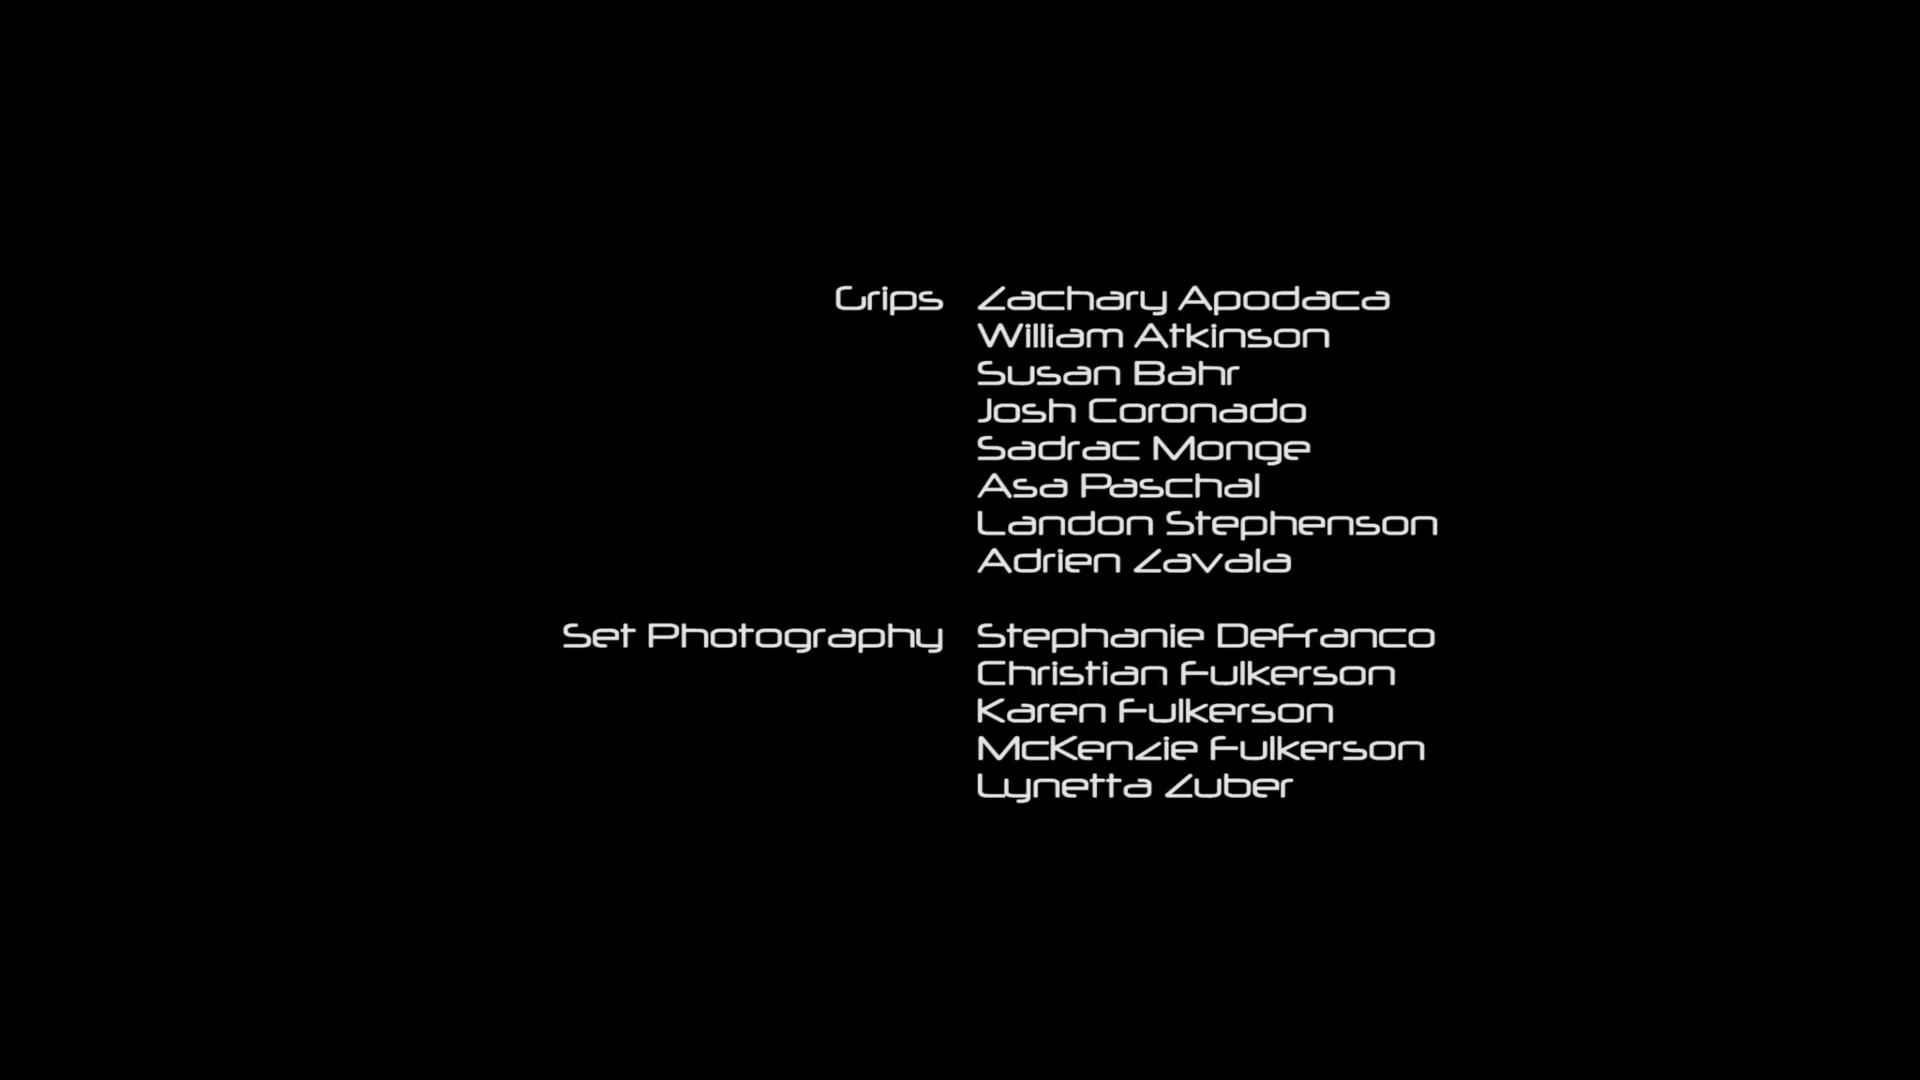 Grips Zachary Apodaca
William Atkinson
Susan Bahr
Josh Coronado
Sadrac Monge
Asa Paschal
Landon Stephenson
Adrien Zavala
Set Photography Stephanie DeFranco
Christian Fulkerson
Karen Fulkerson
McKenzie Fulkerson
Lynetta Zuber